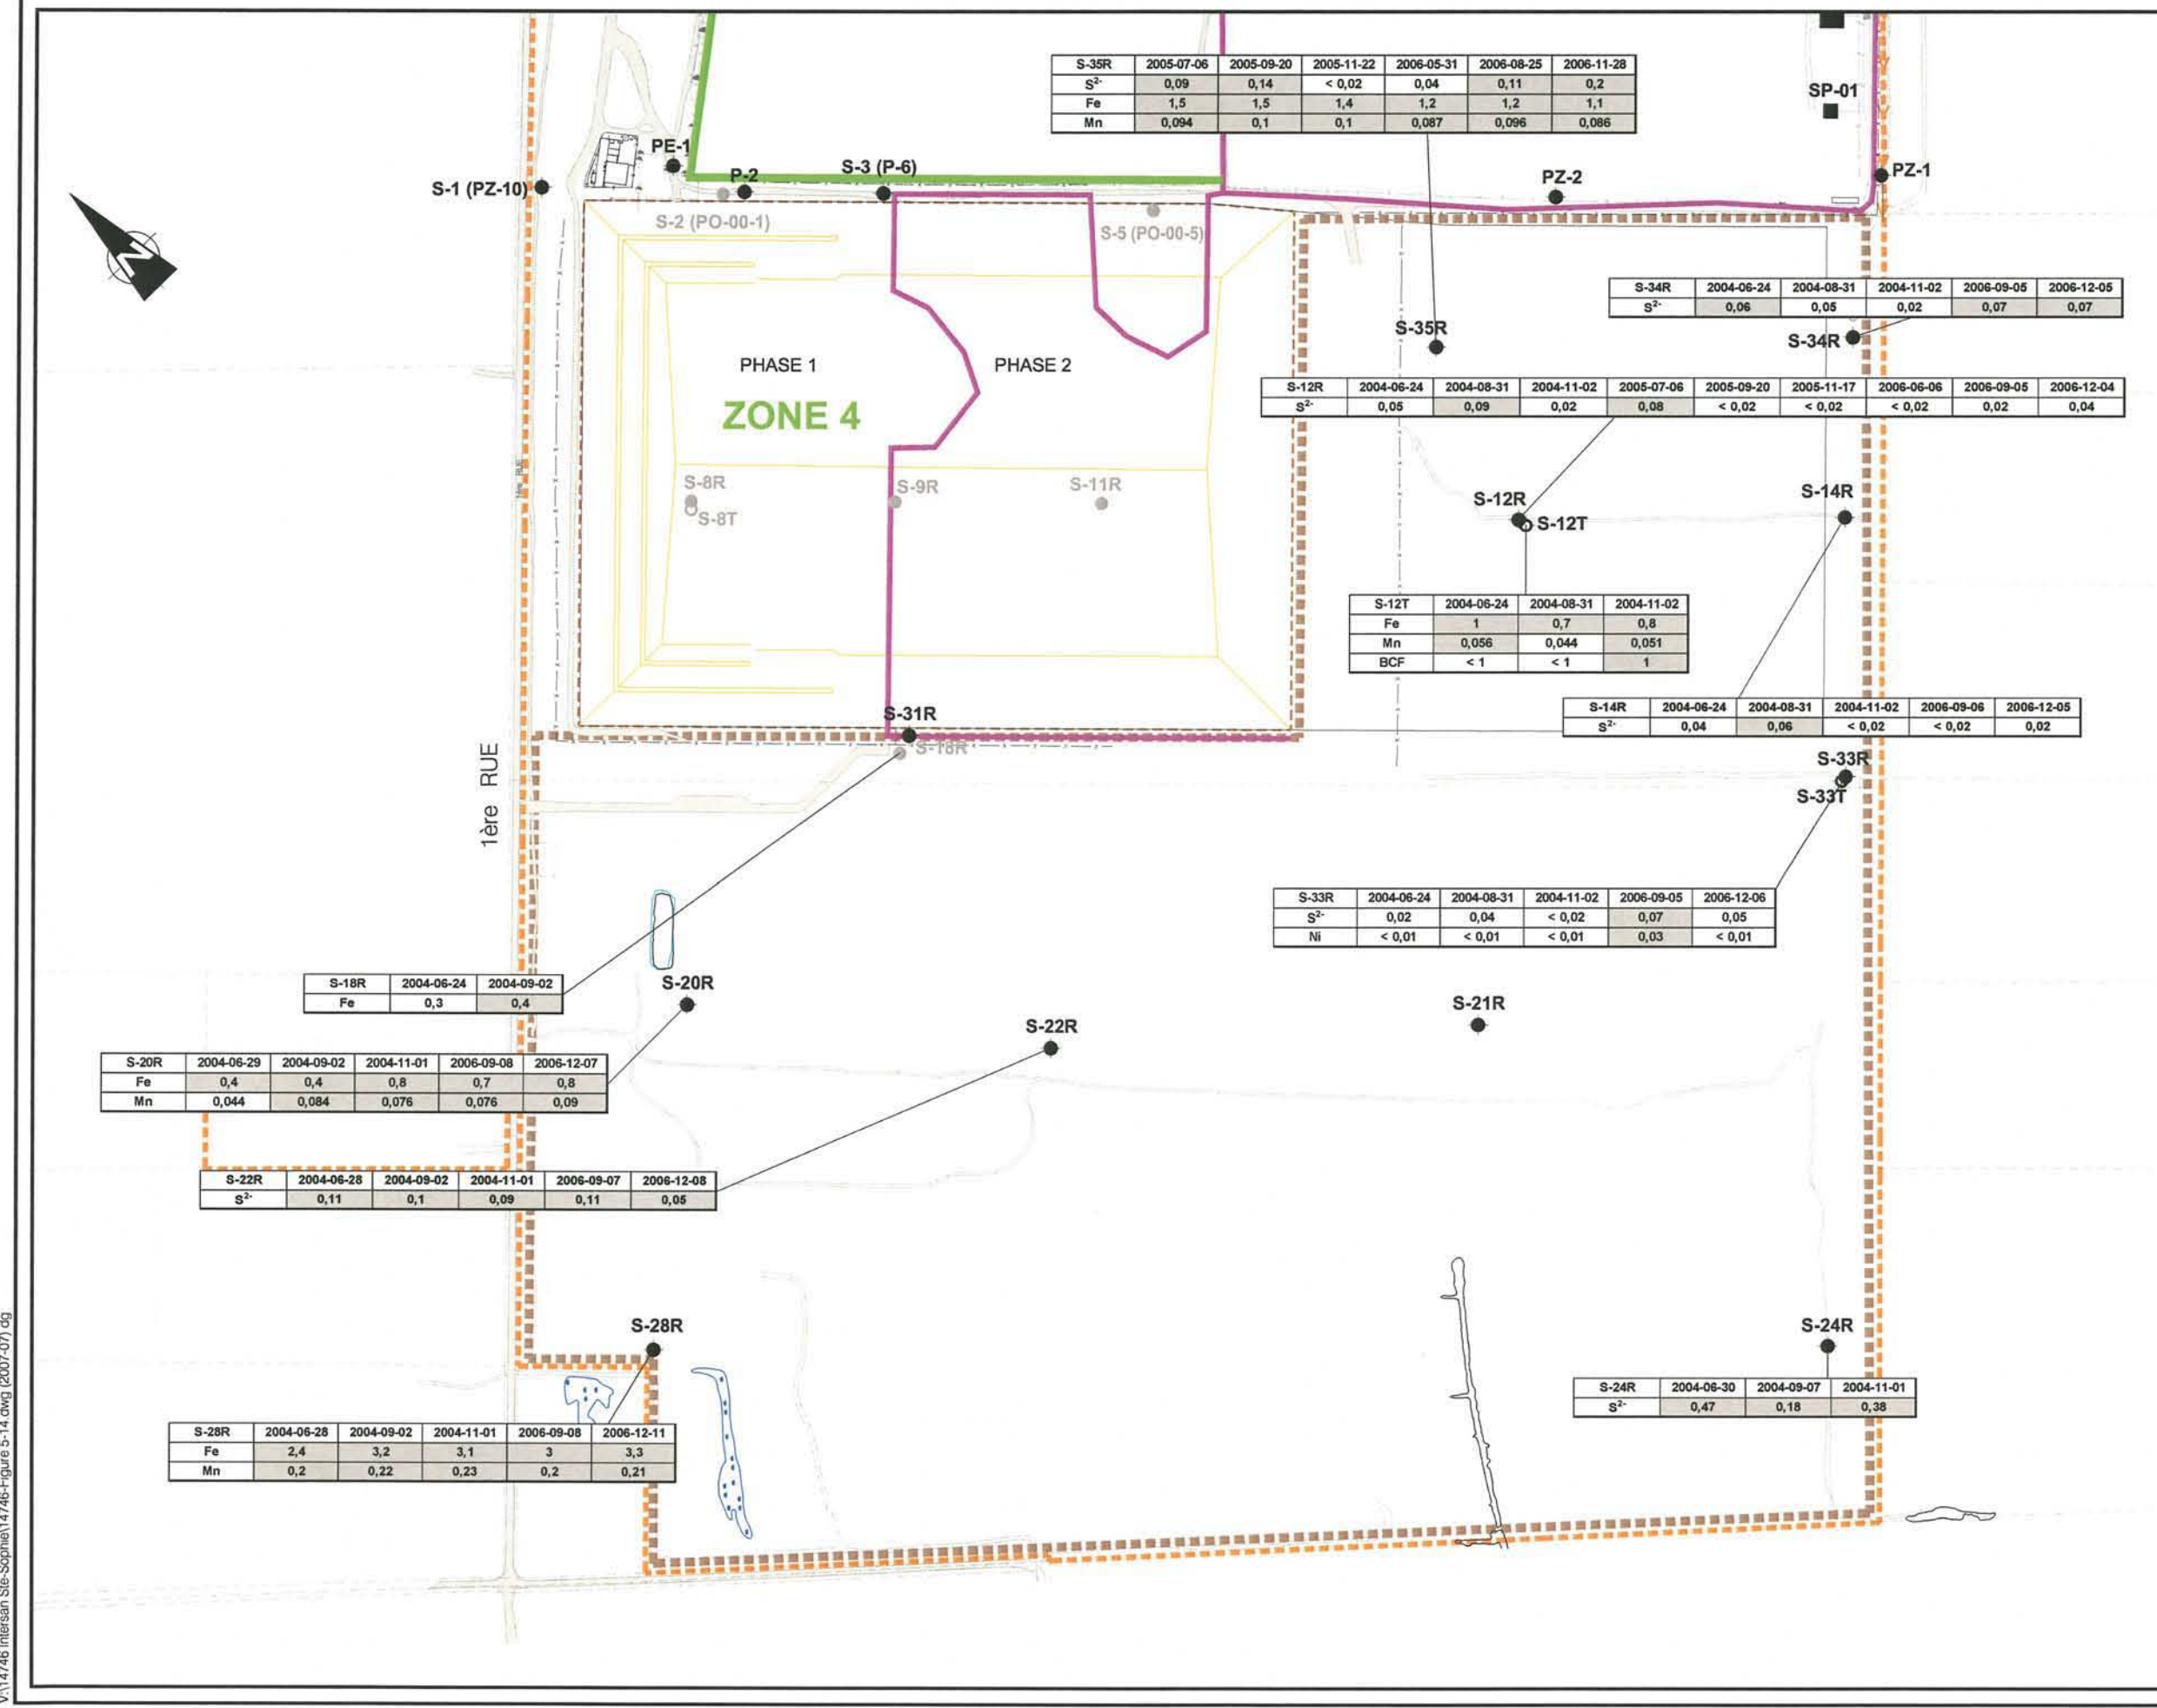 S-35R 2005-07-06 2005-09-20 2005-11-22 2006-05-31 2006-08-25 2006-11-28
S2- 0,09 0,14 < 0,02 0,04 0,11 0,2
Fe 1,5 1,5 1,4 1,2 1,2 1,1
Mn 0,094 0,1 0,1 0,087 0,096 0,086
SP-01
PE-1
P-2
S-3 (P-6)
S-1 (PZ-10)
PZ-2
PZ-1
S-2 (PO-00-1)
S-5 (PO-00-5)
N
S-34R 2004-06-24 2004-08-31 2004-11-02 2006-09-05 2006-12-05
S2- 0,06 0,05 0,02 0,07 0,07
S-35R
S-34R
PHASE 1
PHASE 2
ZONE 4
S-12R 2004-06-24 2004-08-31 2004-11-02 2005-07-06 2005-09-20 2005-11-17 2006-06-06 2006-09-05 2006-12-04
S2- 0,05 0,09 0,02 0,08 < 0,02 < 0,02 < 0,02 0,02 0,04
1ère RUE
S-8R
S-8T
S-9R
S-11R
S-12R
S-12T
S-14R
S-12T 2004-06-24 2004-08-31 2004-11-02
Fe 1 0,7 0,8
Mn 0,056 0,044 0,051
BCF < 1 < 1 1
S-14R 2004-06-24 2004-08-31 2004-11-02 2006-09-06 2006-12-05
S2- 0,04 0,06 < 0,02 < 0,02 0,02
S-31R
S-18R
1ère RUE
S-33R
S-33T
S-33R 2004-06-24 2004-08-31 2004-11-02 2006-09-05 2006-12-06
S2- 0,02 0,04 < 0,02 0,07 0,05
Ni < 0,01 < 0,01 < 0,01 0,03 < 0,01
S-18R 2004-06-24 2004-09-02
Fe 0,3 0,4
S-20R
S-22R
S-21R
S-20R 2004-06-29 2004-09-02 2004-11-01 2006-09-08 2006-12-07
Fe 0,4 0,4 0,8 0,7 0,8
Mn 0,044 0,084 0,076 0,076 0,09
S-22R 2004-06-28 2004-09-02 2004-11-01 2006-09-07 2006-12-08
S2- 0,11 0,1 0,09 0,11 0,05
S-28R
S-24R
S-24R 2004-06-30 2004-09-07 2004-11-01
S2- 0,47 0,18 0,38
S-28R 2004-06-28 2004-09-02 2004-11-01 2006-09-08 2006-12-11
Fe 2,4 3,2 3,1 3 3,3
Mn 0,2 0,22 0,23 0,2 0,21
V:\14746 Intersan Ste-Sophie\14746-Figure 5-14.dwg (2007-07) dg